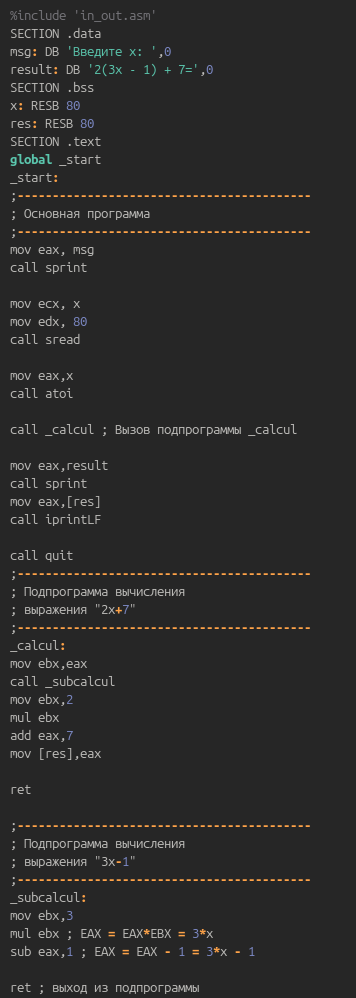 %include 'in_out.asm'
SECTION .data
msg: DB 'Введите x: ',0
result: DB '2(3x - 1) + 7=',0
SECTION .bss
x: RESB 80
res: RESB 80
SECTION .text
global _start
_start:
;------------------------------------------
; Основная программа
;------------------------------------------
mov eax, msg
call sprint
mov ecx, x
mov edx, 80
call sread
mov eax,x
call atoi
call _calcul ; Вызов подпрограммы _calcul
mov eax,result
call sprint
mov eax,[res]
call iprintLF
call quit
;------------------------------------------
; Подпрограмма вычисления
; выражения "2x+7"
;------------------------------------------
_calcul:
mov ebx,eax
call _subcalcul
mov ebx,2
mul ebx
add eax,7
mov [res],eax
ret
;------------------------------------------
; Подпрограмма вычисления
; выражения "3x-1"
;------------------------------------------
_subcalcul:
mov ebx,3
mul ebx ; EAX = EAX*EBX = 3*x
sub eax,1 ; EAX = EAX - 1 = 3*x - 1
ret ; выход из подпрограммы